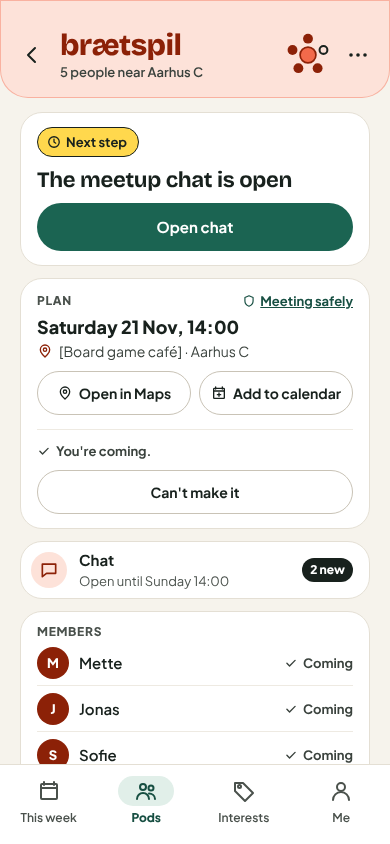 brætspil
5 people near Aarhus C
Next step
The meetup chat is open
Open chat
PLAN
Meeting safely
Saturday 21 Nov, 14:00
[Board game café] · Aarhus C
Open in Maps
Add to calendar
You're coming.
Can't make it
Chat
Open until Sunday 14:00
2 new
MEMBERS
M Mette Coming
J Jonas Coming
S Sofie Coming
This week Pods Interests Me